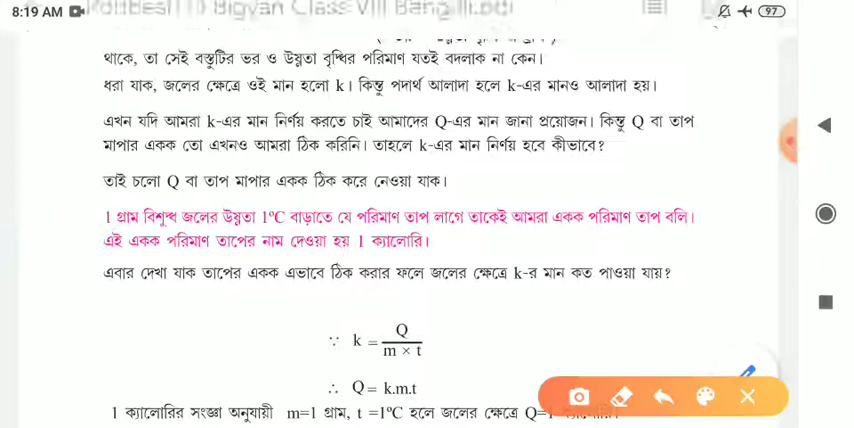 8:19 AM
97
থাকে, তা সেই বস্তুটির ভর ও উষ্ণতা বৃদ্ধির পরিমাণ যতই বদলাক না কেন।
ধরা যাক, জলের ক্ষেত্রে ওই মান হলো k। কিন্তু পদার্থ আলাদা হলে k-এর মানও আলাদা হয়।
এখন যদি আমরা k-এর মান নির্ণয় করতে চাই আমাদের Q-এর মান জানা প্রয়োজন। কিন্তু Q বা তাপ
মাপার একক তো এখনও আমরা ঠিক করিনি। তাহলে k-এর মান নির্ণয় হবে কীভাবে?
তাই চলো Q বা তাপ মাপার একক ঠিক করে নেওয়া যাক।
1 গ্রাম বিশুদ্ধ জলের উষ্ণতা 1°C বাড়াতে যে পরিমাণ তাপ লাগে তাকেই আমরা একক পরিমাণ তাপ বলি।
এই একক পরিমাণ তাপের নাম দেওয়া হয় 1 ক্যালোরি।
এবার দেখা যাক তাপের একক এভাবে ঠিক করার ফলে জলের ক্ষেত্রে k-র মান কত পাওয়া যায়?
∵ k = Q / m × t
∴ Q = k.m.t
1 ক্যালোরির সংজ্ঞা অনুযায়ী m=1 গ্রাম, t =1°C হলে জলের ক্ষেত্রে Q=1